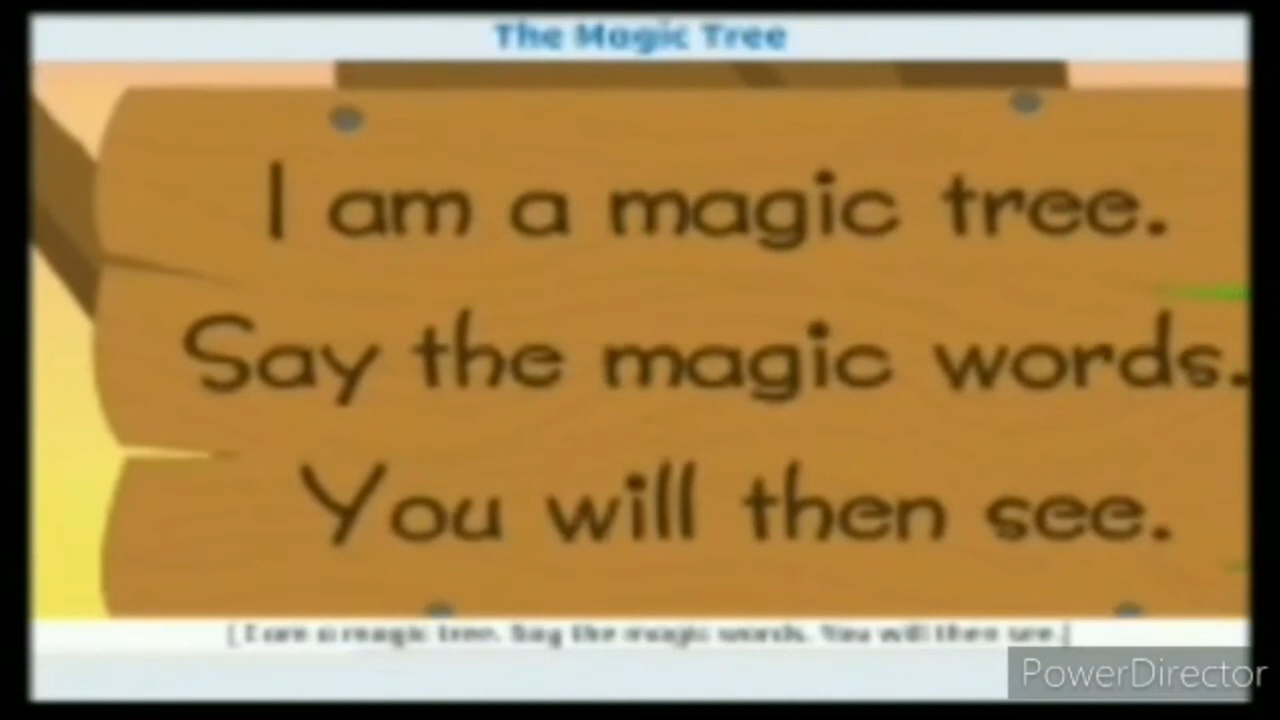 The Magic Tree
I am a magic tree.
Say the magic words.
You will then see.
[ I am a magic tree. Say the magic words. You will then see.]
PowerDirector